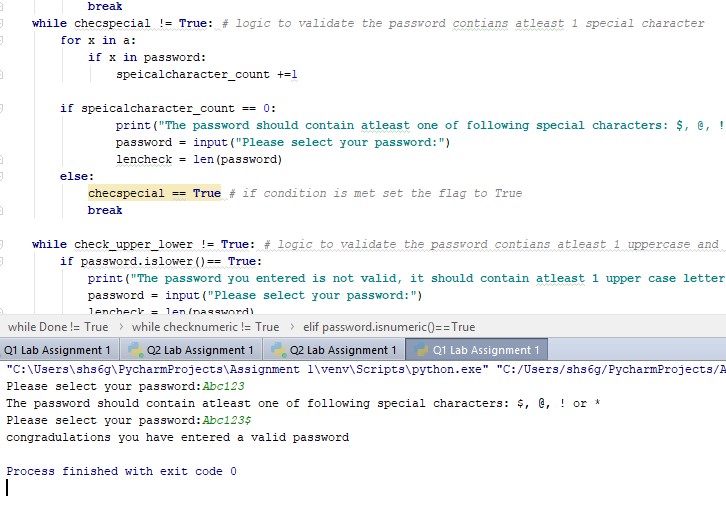 break
while checspecial != True: # logic to validate the password contians atleast 1 special character
for x in a:
if x in password:
speicalcharacter_count +=1
if speicalcharacter_count == 0:
print("The password should contain atleast one of following special characters: $, @, !
password = input("Please select your password:")
lencheck = len(password)
else:
checspecial == True # if condition is met set the flag to True
break
while check_upper_lower != True: # logic to validate the password contians atleast 1 uppercase and
if password.islower()== True:
print("The password you entered is not valid, it should contain atleast 1 upper case letter
password = input("Please select your password:")
lencheck = len(password)
while Done != True > while checknumeric != True > elif password.isnumeric()==True
Q1 Lab Assignment 1 Q2 Lab Assignment 1 Q2 Lab Assignment 1 Q1 Lab Assignment 1
"C:\Users\shs6g\PycharmProjects\Assignment 1\venv\Scripts\python.exe" "C:/Users/shs6g/PycharmProjects/A
Please select your password:Abc123
The password should contain atleast one of following special characters: $, @, ! or *
Please select your password:Abc123$
congradulations you have entered a valid password
Process finished with exit code 0